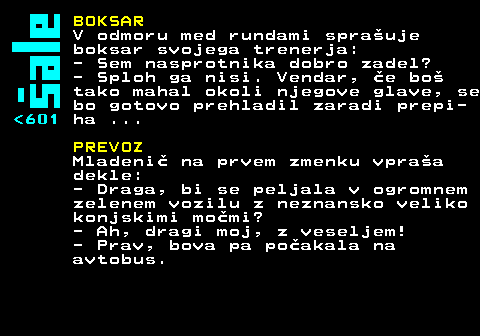 šale
<601
BOKSAR
V odmoru med rundami sprašuje
boksar svojega trenerja:
- Sem nasprotnika dobro zadel?
- Sploh ga nisi. Vendar, če boš
tako mahal okoli njegove glave, se
bo gotovo prehladil zaradi prepi-
ha ...
PREVOZ
Mladenič na prvem zmenku vpraša
dekle:
- Draga, bi se peljala v ogromnem
zelenem vozilu z neznansko veliko
konjskimi močmi?
- Ah, dragi moj, z veseljem!
- Prav, bova pa počakala na
avtobus.